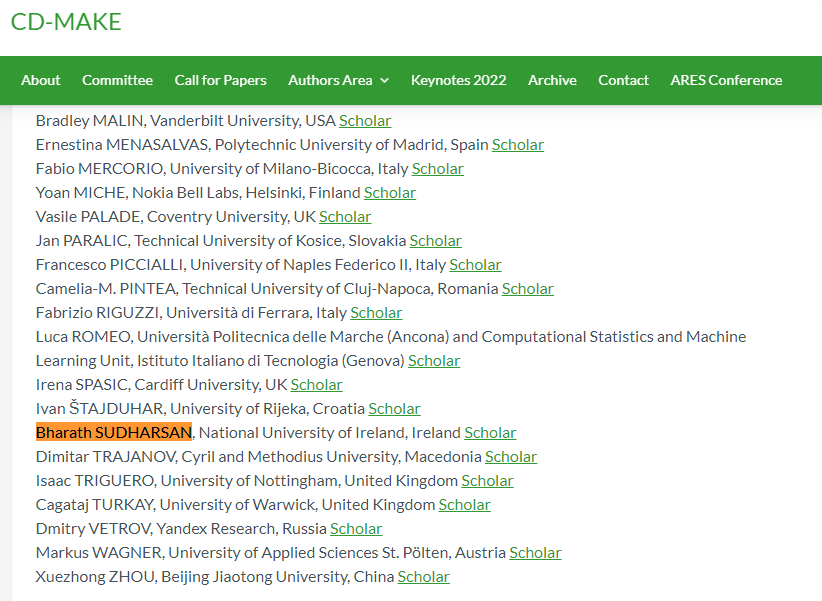 CD-MAKE
About Committee Call for Papers Authors Area Keynotes 2022 Archive Contact ARES Conference
Bradley MALIN, Vanderbilt University, USA Scholar
Ernestina MENASALVAS, Polytechnic University of Madrid, Spain Scholar
Fabio MERCORIO, University of Milano-Bicocca, Italy Scholar
Yoan MICHE, Nokia Bell Labs, Helsinki, Finland Scholar
Vasile PALADE, Coventry University, UK Scholar
Jan PARALIC, Technical University of Kosice, Slovakia Scholar
Francesco PICCIALLI, University of Naples Federico II, Italy Scholar
Camelia-M. PINTEA, Technical University of Cluj-Napoca, Romania Scholar
Fabrizio RIGUZZI, Università di Ferrara, Italy Scholar
Luca ROMEO, Università Politecnica delle Marche (Ancona) and Computational Statistics and Machine
Learning Unit, Istituto Italiano di Tecnologia (Genova) Scholar
Irena SPASIC, Cardiff University, UK Scholar
Ivan ŠTAJDUHAR, University of Rijeka, Croatia Scholar
Bharath SUDHARSAN, National University of Ireland, Ireland Scholar
Dimitar TRAJANOV, Cyril and Methodius University, Macedonia Scholar
Isaac TRIGUERO, University of Nottingham, United Kingdom Scholar
Cagataj TURKAY, University of Warwick, United Kingdom Scholar
Dmitry VETROV, Yandex Research, Russia Scholar
Markus WAGNER, University of Applied Sciences St. Pölten, Austria Scholar
Xuezhong ZHOU, Beijing Jiaotong University, China Scholar